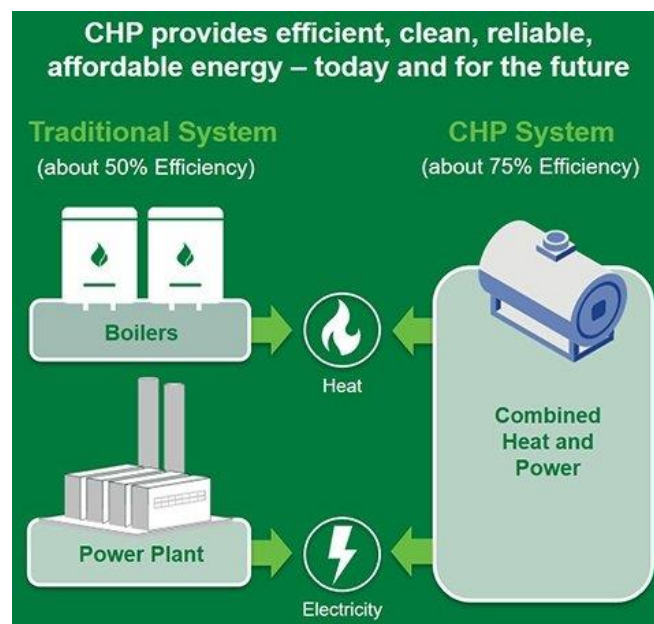 CHP provides efficient, clean, reliable,
affordable energy – today and for the future
Traditional System
(about 50% Efficiency)
CHP System
(about 75% Efficiency)
Boilers
Heat
Combined
Heat and
Power
Power Plant
Electricity